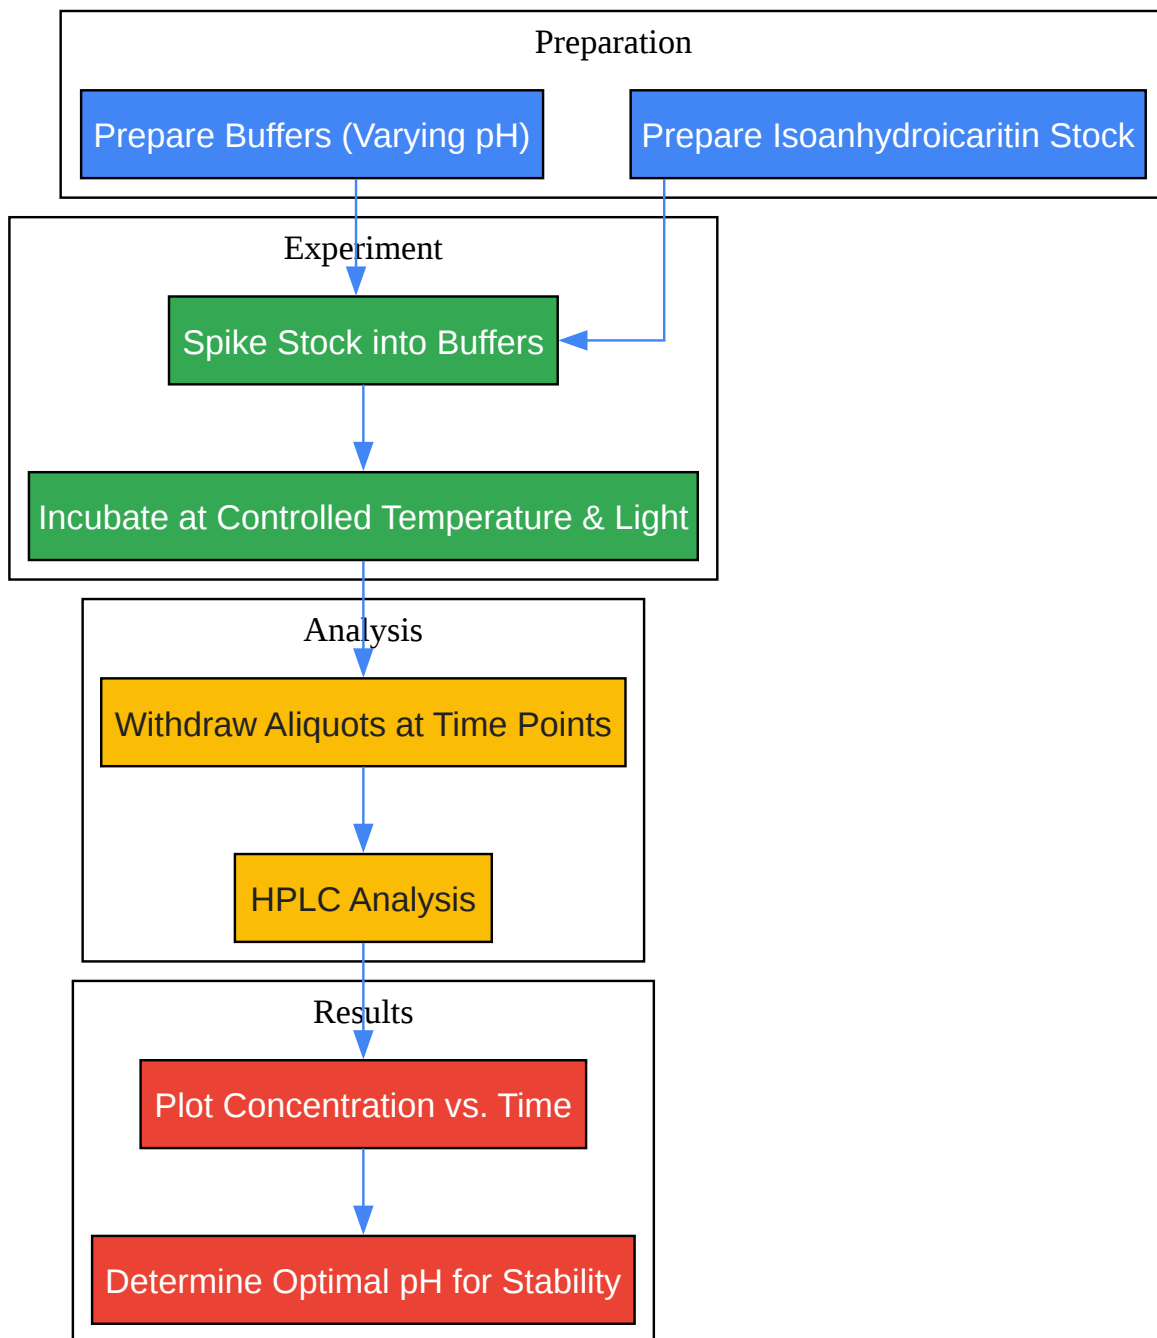 Preparation
Prepare Buffers (Varying pH)
Prepare Isoanhydroicaritin Stock
Experiment
Spike Stock into Buffers
Incubate at Controlled Temperature & Light
Analysis
Withdraw Aliquots at Time Points
HPLC Analysis
Results
Plot Concentration vs. Time
Determine Optimal pH for Stability